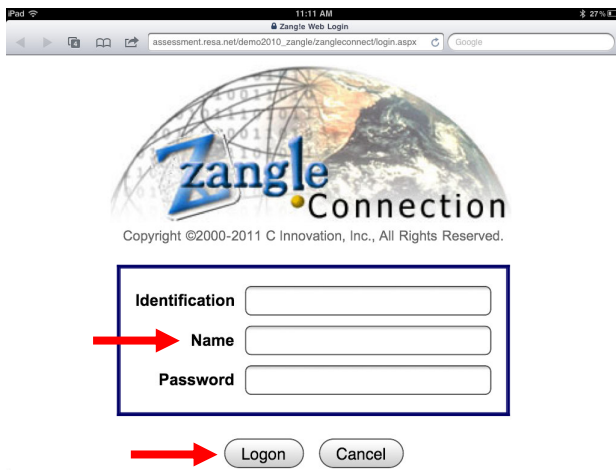 iPad 11:11 AM 27%
Zangle Web Login
assessment.resa.net/demo2010_zangle/zangleconnect/login.aspx Google
zangle
Connection
Copyright ©2000-2011 C Innovation, Inc., All Rights Reserved.
Identification
Name
Password
Logon Cancel